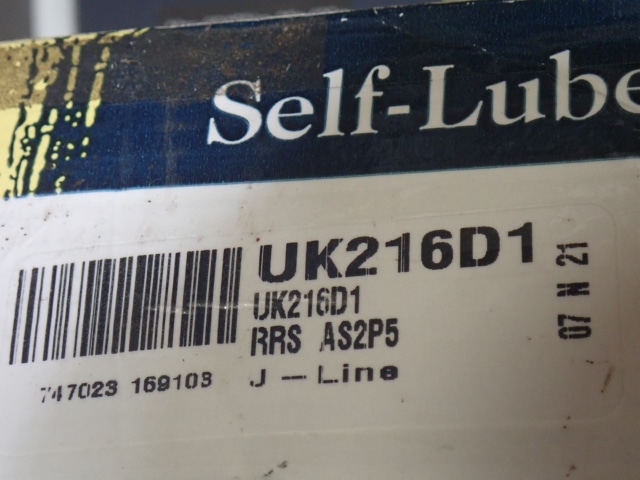 Self-Lube
UK216D1
UK216D1
RRS AS2P5
J-Line
747023 169103
07 N 21